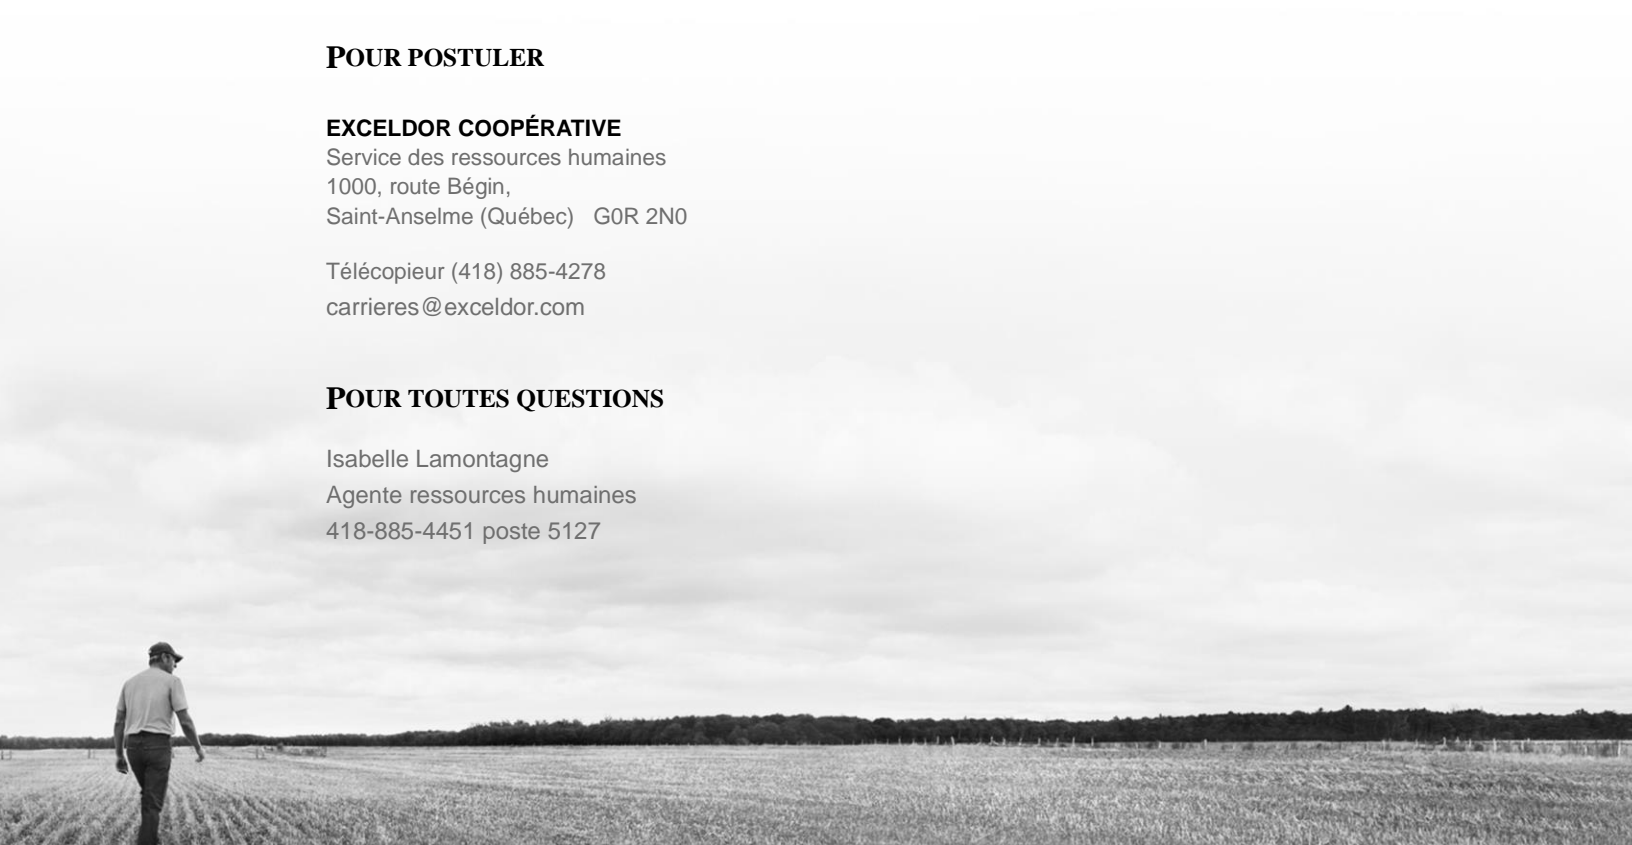 POUR POSTULER
EXCELDOR COOPÉRATIVE
Service des ressources humaines
1000, route Bégin,
Saint-Anselme (Québec) G0R 2N0
Télécopieur (418) 885-4278
carrieres@exceldor.com
POUR TOUTES QUESTIONS
Isabelle Lamontagne
Agente ressources humaines
418-885-4451 poste 5127